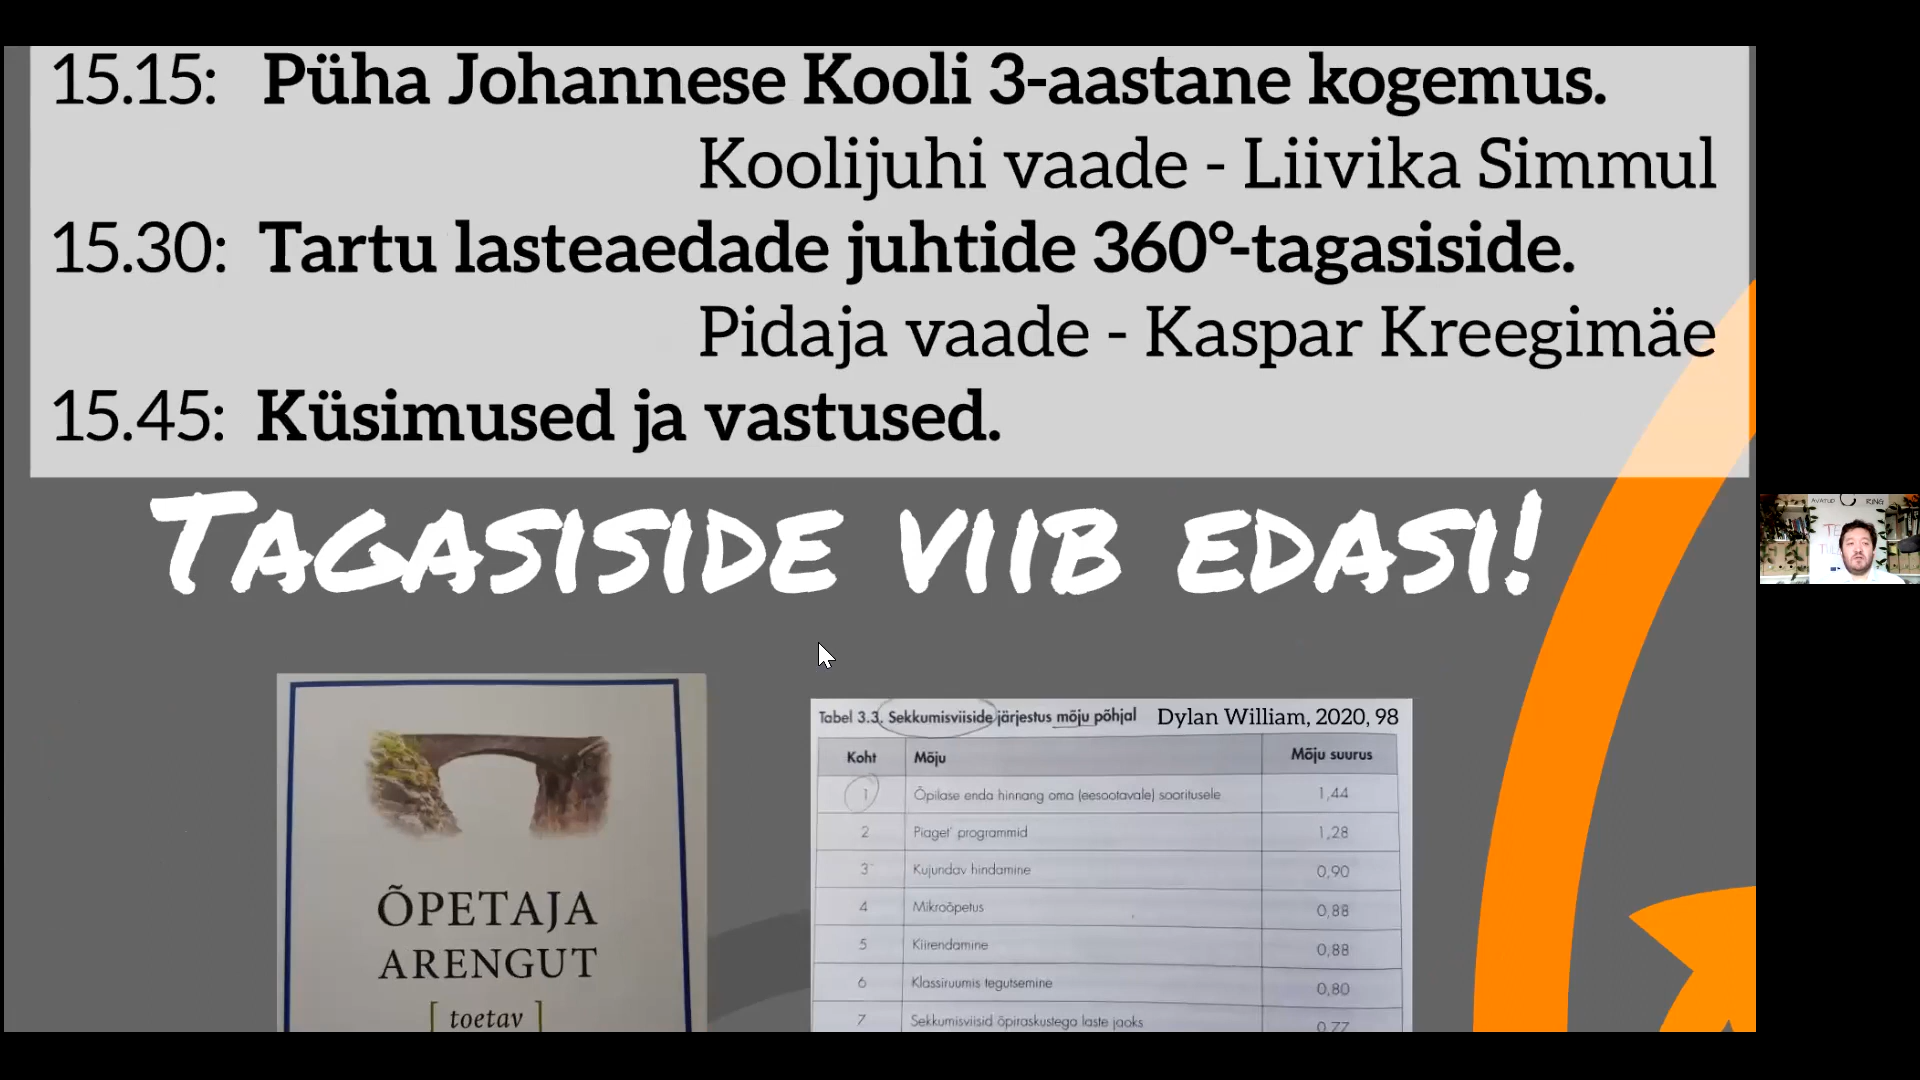 15.15: Püha Johannese Kooli 3-aastane kogemus.
Koolijuhi vaade - Liivika Simmul
15.30: Tartu lasteaedade juhtide 360°-tagasiside.
Pidaja vaade - Kaspar Kreegimäe
15.45: Küsimused ja vastused.
TAGASISIDE VIIB EDASI!
ÕPETAJA
ARENGUT
[ toetav ]
Tabel 3.3. Sekkumisviiside järjestus mõju põhjal Dylan William, 2020, 98
Koht Mõju Mõju suurus
1 Õpilase enda hinnang oma (eesootavale) sooritusele 1,44
2 Piaget' programmid 1,28
3 Kujundav hindamine 0,90
4 Mikroõpetus 0,88
5 Kiirendamine 0,88
6 Klassiruumis tegutsemine 0,80
7 Sekkumisviisid õpiraskustega laste jaoks 0,77
AVATUD RING